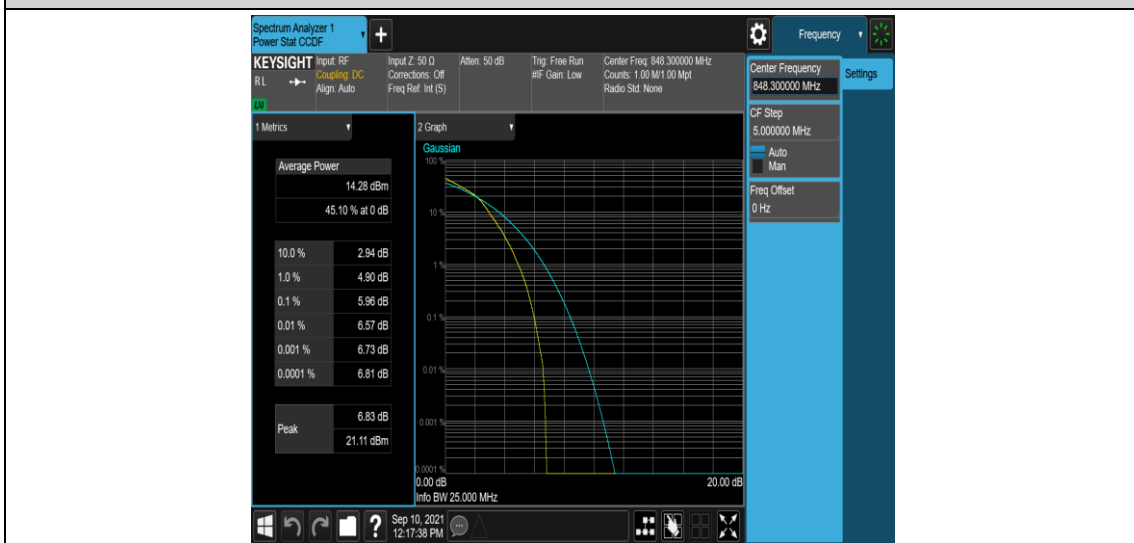 Spectrum Analyzer 1
Power Stat CCDF
+
Frequency
KEYSIGHT
RL
LXI
Input: RF
Coupling: DC
Align: Auto
Input Z: 50 Ω
Corrections: Off
Freq Ref: Int (S)
Atten: 50 dB
Trig: Free Run
#IF Gain: Low
Center Freq: 848.300000 MHz
Counts: 1.00 M/1.00 Mpt
Radio Std: None
Center Frequency
848.300000 MHz
Settings
CF Step
5.000000 MHz
Auto
Man
Freq Offset
0 Hz
1 Metrics
Average Power
14.28 dBm
45.10 % at 0 dB
10.0 % 2.94 dB
1.0 % 4.90 dB
0.1 % 5.96 dB
0.01 % 6.57 dB
0.001 % 6.73 dB
0.0001 % 6.81 dB
Peak 6.83 dB
21.11 dBm
2 Graph
Gaussian
100 %
10 %
1 %
0.1 %
0.01 %
0.001 %
0.0001 %
0.00 dB 20.00 dB
Info BW 25.000 MHz
?
Sep 10, 2021
12:17:38 PM